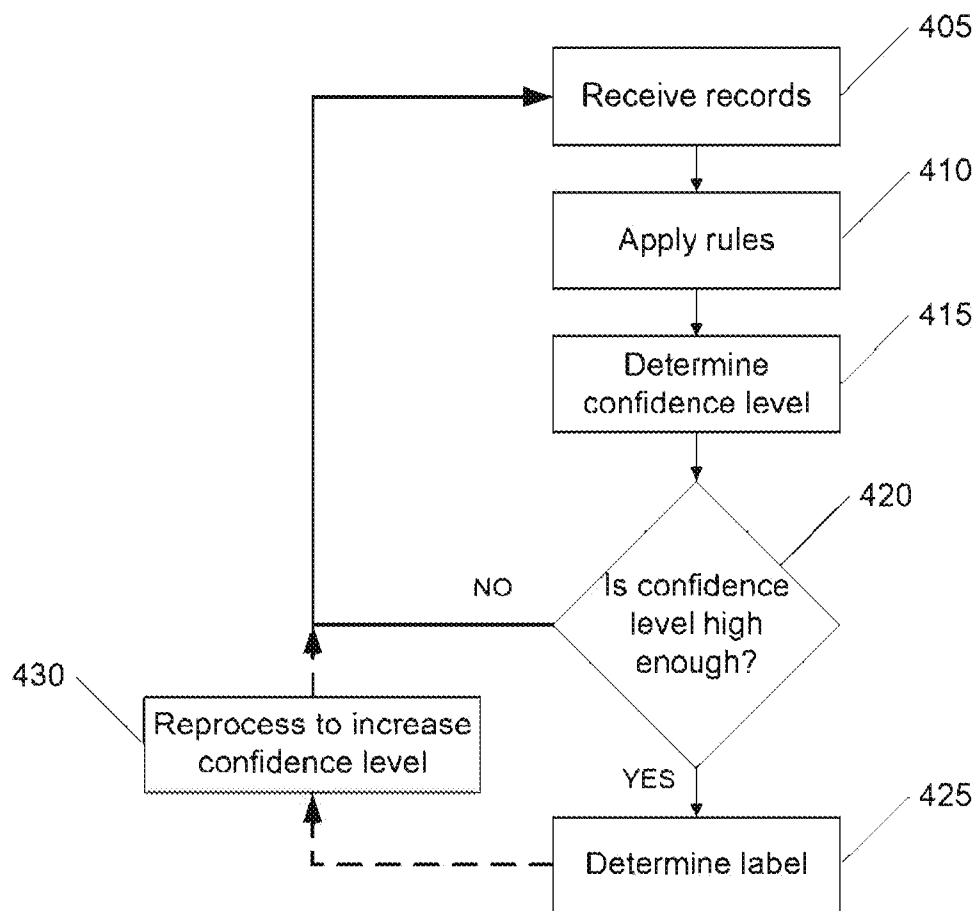 405
Receive records
410
Apply rules
415
Determine
confidence level
420
Is confidence
level high
enough?
NO
430
Reprocess to increase
confidence level
YES
425
Determine label